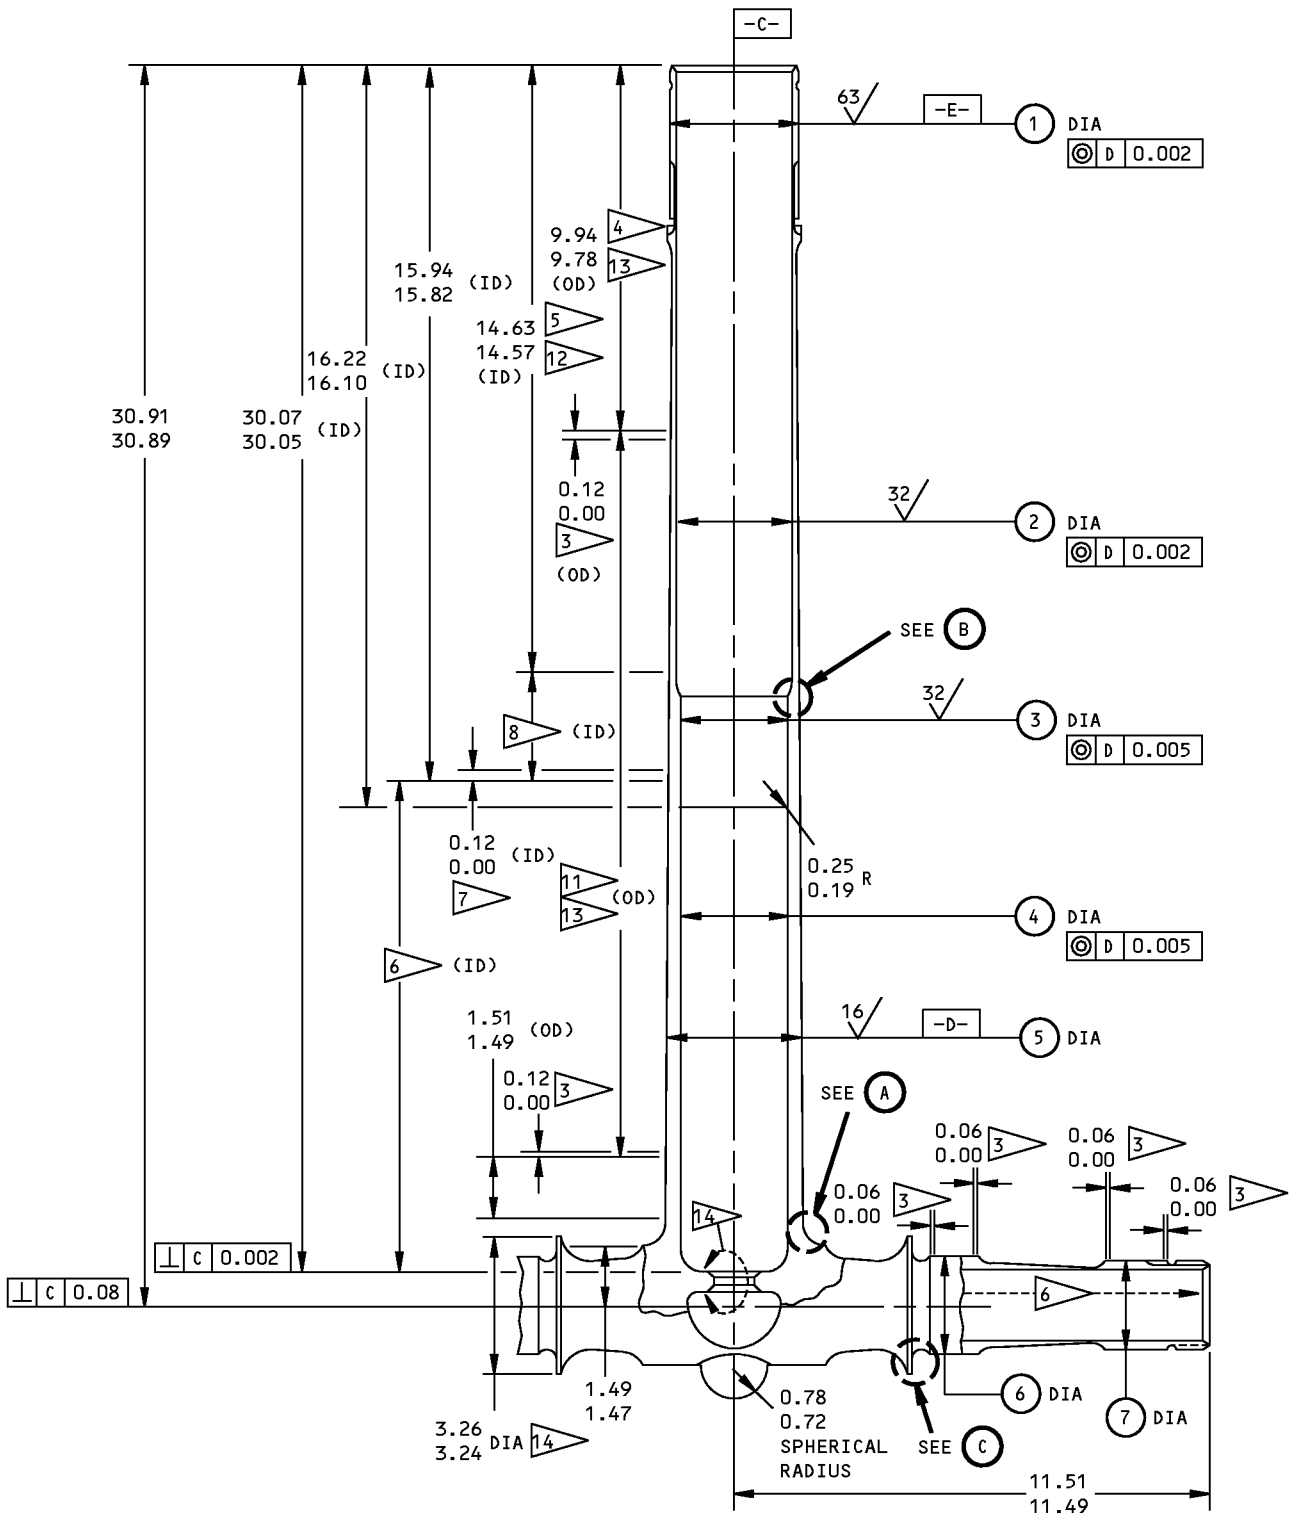 -C-
63
-E-
1 DIA
◎ D 0.002
9.94
9.78
(OD)
4
13
15.94
15.82
(ID)
5
14.63
14.57
(ID)
12
16.22
16.10
(ID)
30.91
30.89
30.07
30.05
(ID)
0.12
0.00
3
(OD)
32
2 DIA
◎ D 0.002
SEE B
32
3 DIA
◎ D 0.005
8 (ID)
0.12
0.00
(ID)
7
11
13
(OD)
0.25
0.19
R
4 DIA
◎ D 0.005
6 (ID)
1.51
1.49
(OD)
16
-D-
5 DIA
0.12
0.00
3
SEE A
0.06
0.00
3
0.06
0.00
3
0.06
0.00
3
0.06
0.00
3
14
⊥ C 0.002
⊥ C 0.08
6
1.49
1.47
3.26
3.24
DIA 14
0.78
0.72
SPHERICAL
RADIUS
SEE C
6 DIA
7 DIA
11.51
11.49